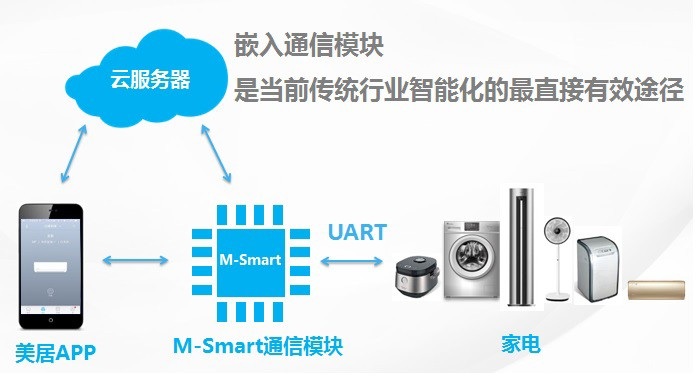 嵌入通信模块
是当前传统行业智能化的最直接有效途径
云服务器
M-Smart
UART
美居APP
M-Smart通信模块
家电